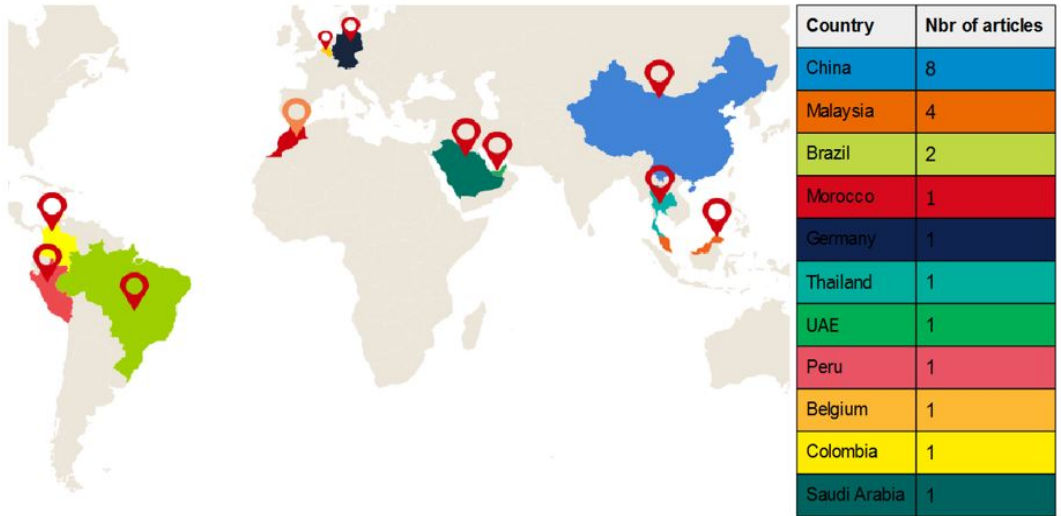 Country Nbr of articles
China 8
Malaysia 4
Brazil 2
Morocco 1
Germany 1
Thailand 1
UAE 1
Peru 1
Belgium 1
Colombia 1
Saudi Arabia 1